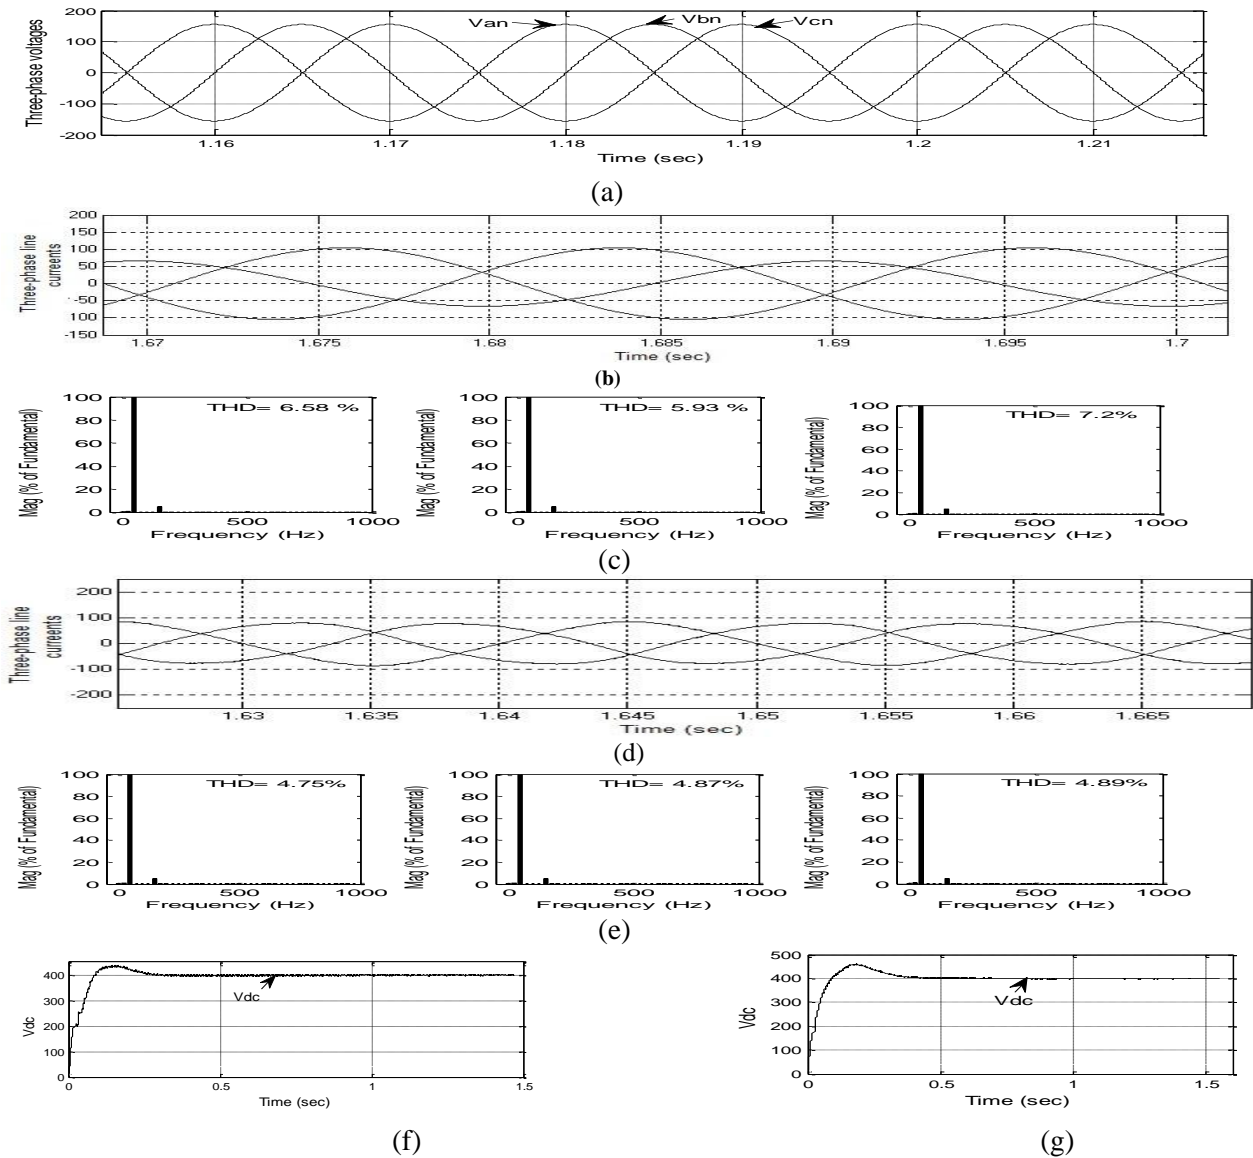 Three-phase voltages
200
100
0
-100
-200
Van
Vbn
Vcn
1.16 1.17 1.18 1.19 1.2 1.21
Time (sec)
(a)
Three-phase line
curreents
200
150
100
50
0
-50
100
-150
1.67 1.675 1.68 1.685 1.69 1.695 1.7
Time (sec)
(b)
Mag (% of Fundamental)
100
80
60
40
20
0
THD= 6.58 %
0 500 1000
Frequency (Hz)
Mag (% of Fundamental)
100
80
60
40
20
0
THD= 5.93 %
0 500 1000
Frequency (Hz)
Mag (% of Fundamental)
100
80
60
40
20
0
THD= 7.2%
0 500 1000
Frequency (Hz)
(c)
Three-phase line
curreents
200
100
0
-100
-200
1.63 1.635 1.64 1.645 1.65 1.655 1.66 1.665
Time (sec)
(d)
Mag (% of Fundamental)
100
80
60
40
20
0
THD= 4.75%
0 500 1000
Frequency (Hz)
Mag (% of Fundamental)
100
80
60
40
20
0
THD= 4.87%
0 500 1000
Frequency (Hz)
Mag (% of Fundamental)
100
80
60
40
20
0
THD= 4.89%
0 500 1000
Frequency (Hz)
(e)
Vdc
400
300
200
100
0
Vdc
0 0.5 1 1.5
Time (sec)
(f)
Vdc
500
400
300
200
100
0
Vdc
0 0.5 1 1.5
Time (sec)
(g)